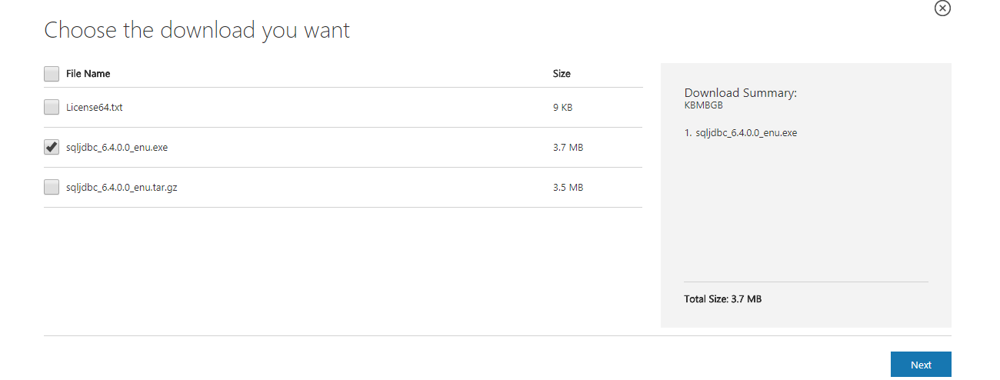 Choose the download you want
File Name Size
License64.txt 9 KB
sqljdbc_6.4.0.0_enu.exe 3.7 MB
sqljdbc_6.4.0.0_enu.tar.gz 3.5 MB
Download Summary:
KBMBGB
1. sqljdbc_6.4.0.0_enu.exe
Total Size: 3.7 MB
Next